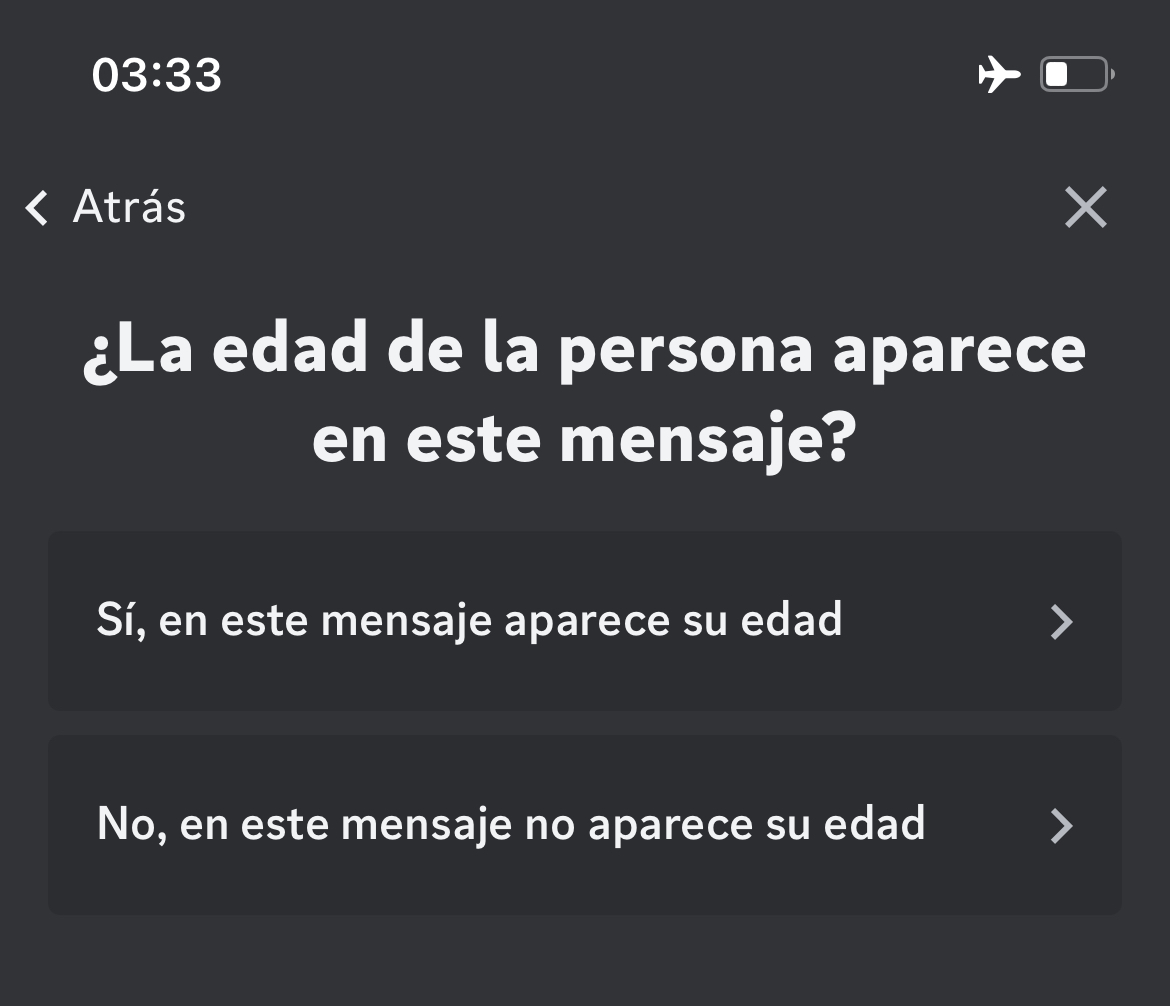 03:33
Atrás
¿La edad de la persona aparece
en este mensaje?
Sí, en este mensaje aparece su edad
No, en este mensaje no aparece su edad